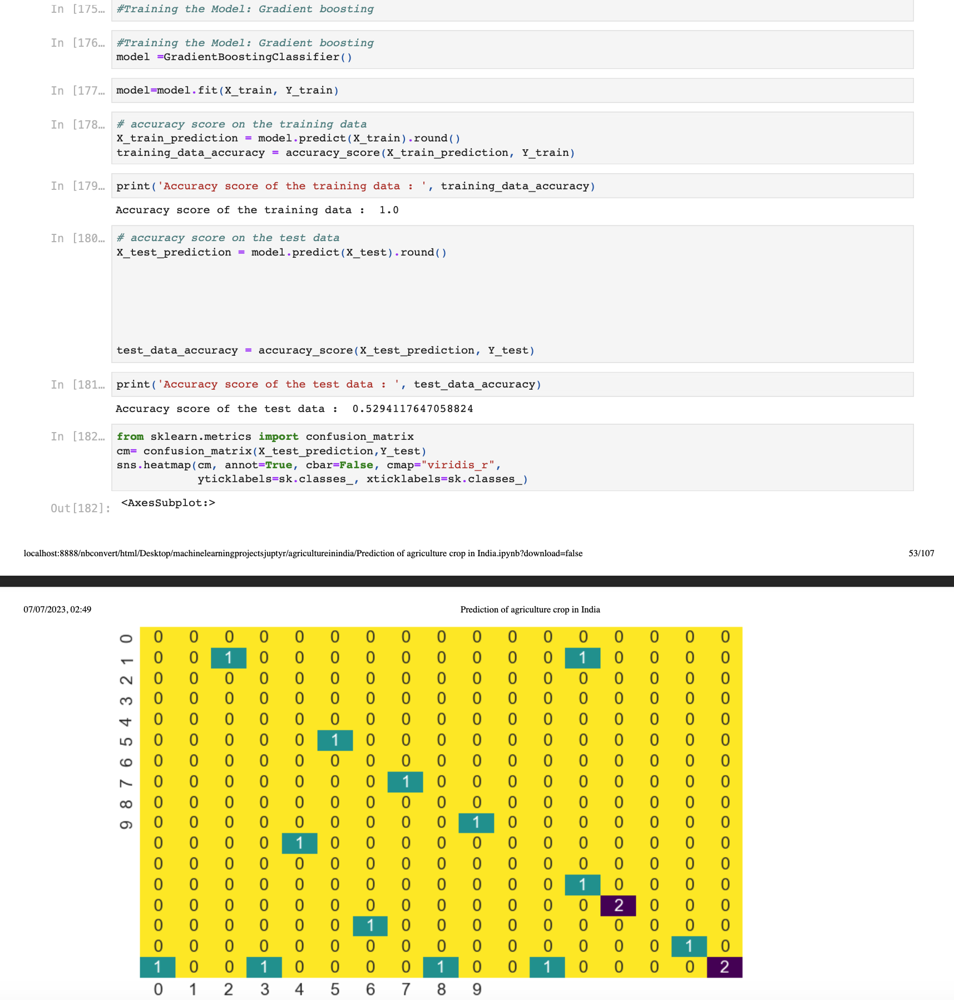 In [175… #Training the Model: Gradient boosting
In [176… #Training the Model: Gradient boosting
model =GradientBoostingClassifier()
In [177… model=model.fit(X_train, Y_train)
In [178… # accuracy score on the training data
X_train_prediction = model.predict(X_train).round()
training_data_accuracy = accuracy_score(X_train_prediction, Y_train)
In [179… print('Accuracy score of the training data : ', training_data_accuracy)
Accuracy score of the training data :  1.0
In [180… # accuracy score on the test data
X_test_prediction = model.predict(X_test).round()
test_data_accuracy = accuracy_score(X_test_prediction, Y_test)
In [181… print('Accuracy score of the test data : ', test_data_accuracy)
Accuracy score of the test data :  0.5294117647058824
In [182… from sklearn.metrics import confusion_matrix
cm= confusion_matrix(X_test_prediction,Y_test)
sns.heatmap(cm, annot=True, cbar=False, cmap="viridis_r",
            yticklabels=sk.classes_, xticklabels=sk.classes_)
Out[182]: <AxesSubplot:>
localhost:8888/nbconvert/html/Desktop/machinelearningprojectsjuptyr/agricultureinindia/Prediction of agriculture crop in India.ipynb?download=false 53/107
07/07/2023, 02:49 Prediction of agriculture crop in India
0 0 0 0 0 0 0 0 0 0 0 0 0 0 0 0 0 0
1 0 0 1 0 0 0 0 0 0 0 0 0 1 0 0 0 0
2 0 0 0 0 0 0 0 0 0 0 0 0 0 0 0 0 0
3 0 0 0 0 0 0 0 0 0 0 0 0 0 0 0 0 0
4 0 0 0 0 0 0 0 0 0 0 0 0 0 0 0 0 0
5 0 0 0 0 0 1 0 0 0 0 0 0 0 0 0 0 0
6 0 0 0 0 0 0 0 0 0 0 0 0 0 0 0 0 0
7 0 0 0 0 0 0 0 1 0 0 0 0 0 0 0 0 0
8 0 0 0 0 0 0 0 0 0 0 0 0 0 0 0 0 0
9 0 0 0 0 0 0 0 0 0 1 0 0 0 0 0 0 0
0 0 0 0 1 0 0 0 0 0 0 0 0 0 0 0 0
0 0 0 0 0 0 0 0 0 0 0 0 0 0 0 0 0
0 0 0 0 0 0 0 0 0 0 0 0 1 0 0 0 0
0 0 0 0 0 0 0 0 0 0 0 0 0 2 0 0 0
0 0 0 0 0 0 1 0 0 0 0 0 0 0 0 0 0
0 0 0 0 0 0 0 0 0 0 0 0 0 0 0 1 0
1 0 0 1 0 0 0 0 1 0 0 1 0 0 0 0 2
0 1 2 3 4 5 6 7 8 9